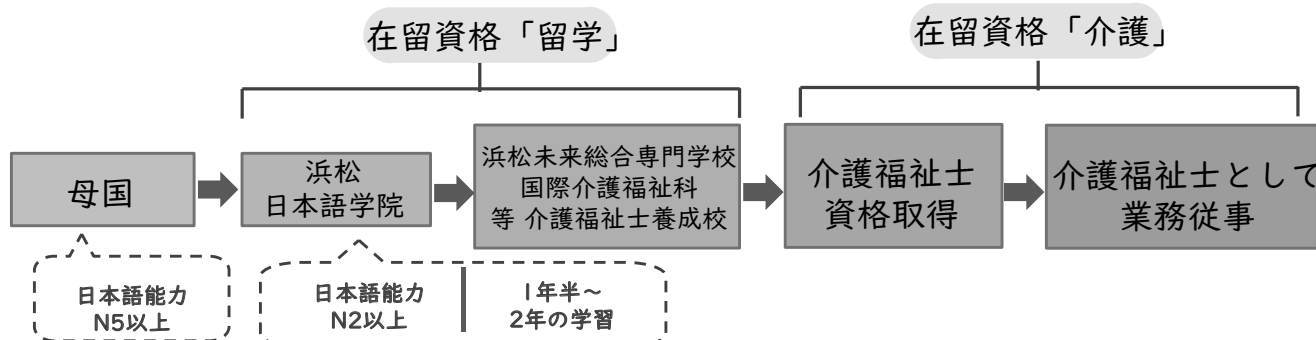 在留資格「留学」
在留資格「介護」
母国
浜松
日本語学院
浜松未来総合専門学校
国際介護福祉科
等 介護福祉士養成校
介護福祉士
資格取得
介護福祉士として
業務従事
日本語能力
N5以上
日本語能力
N2以上
1年半~
2年の学習